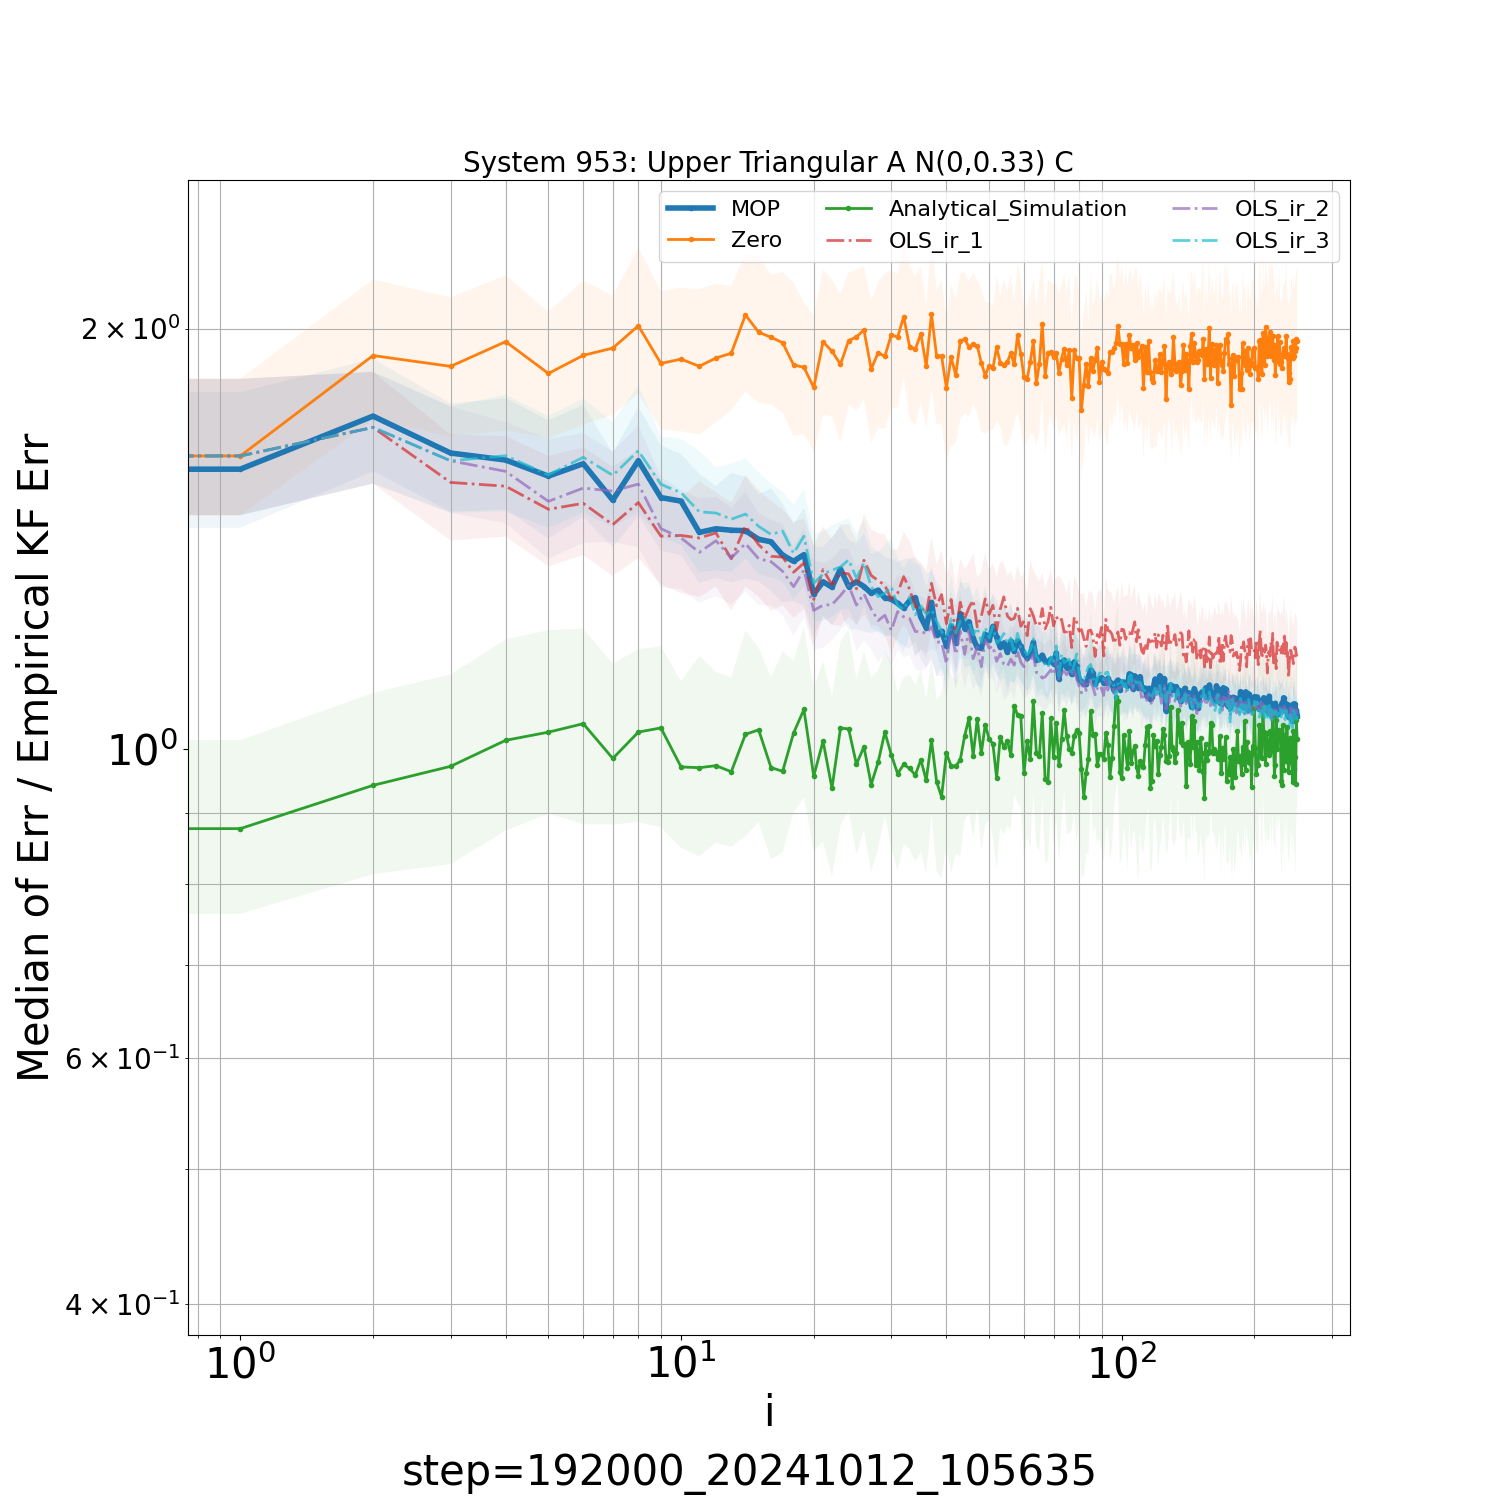 System 953: Upper Triangular A N(0,0.33) C
MOP
Zero
Analytical_Simulation
OLS_ir_1
OLS_ir_2
OLS_ir_3
Median of Err / Empirical KF Err
2 × 10⁰
10⁰
6 × 10⁻¹
4 × 10⁻¹
10⁰ 10¹ 10²
i
step=192000_20241012_105635